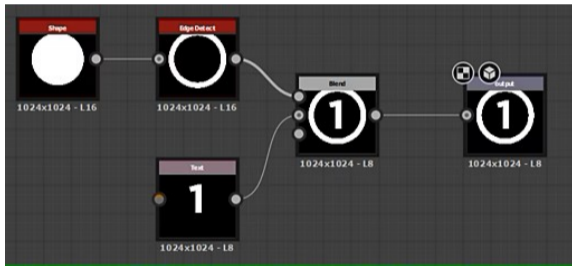 Shape
1024x1024 - L16
Edge Detect
1
1024x1024 - L16
Blend
1
1024x1024 - L8
Output
1
1024x1024 - L8
Text
1
1024x1024 - L8